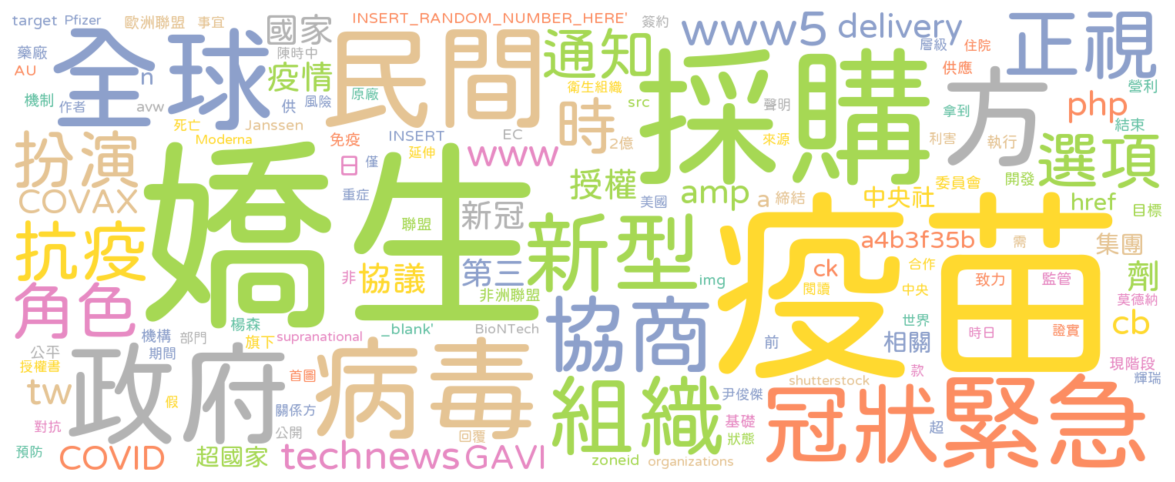 target Pfizer 歐洲聯盟 事宜 國家 INSERT_RANDOM_NUMBER_HERE' 簽約 www5 delivery 層級 住院 正視
藥廠 全球 陳時中 民間 通知 衛生組織 採購 方 供應 營利
AU n 疫情 原廠 src 聲明 拿到 php
機制 作者 avw 供 風險 時 2億 來源 利害 執行 結束
死亡 Moderna Janssen 免疫 INSERT EC 延伸
扮演 日 僅 www 授權 amp a 締結 中央社 委員會 開發 選項
COVAX 嬌生 重症 美國 href 目標
抗疫 聯盟 新冠 新型 疫苗 a4b3f35b 需 集團
非 協議 第三 非洲聯盟 img ck 閱讀 合作 中央 致力 監管 劑
角色 楊森 _blank' BioNTech 協商 前 世界 相關 時日 證實 莫德納 cb
機構 部門 旗下 supranational
公平 期間 政府 病毒 款 現階段
授權書 首圖 組織 shutterstock 輝瑞
tw 假 關係方 尹俊傑 冠狀 緊急
對抗 公開 回覆 基礎 超
預防 COVID 超國家 technews GAVI zoneid 狀態 organizations